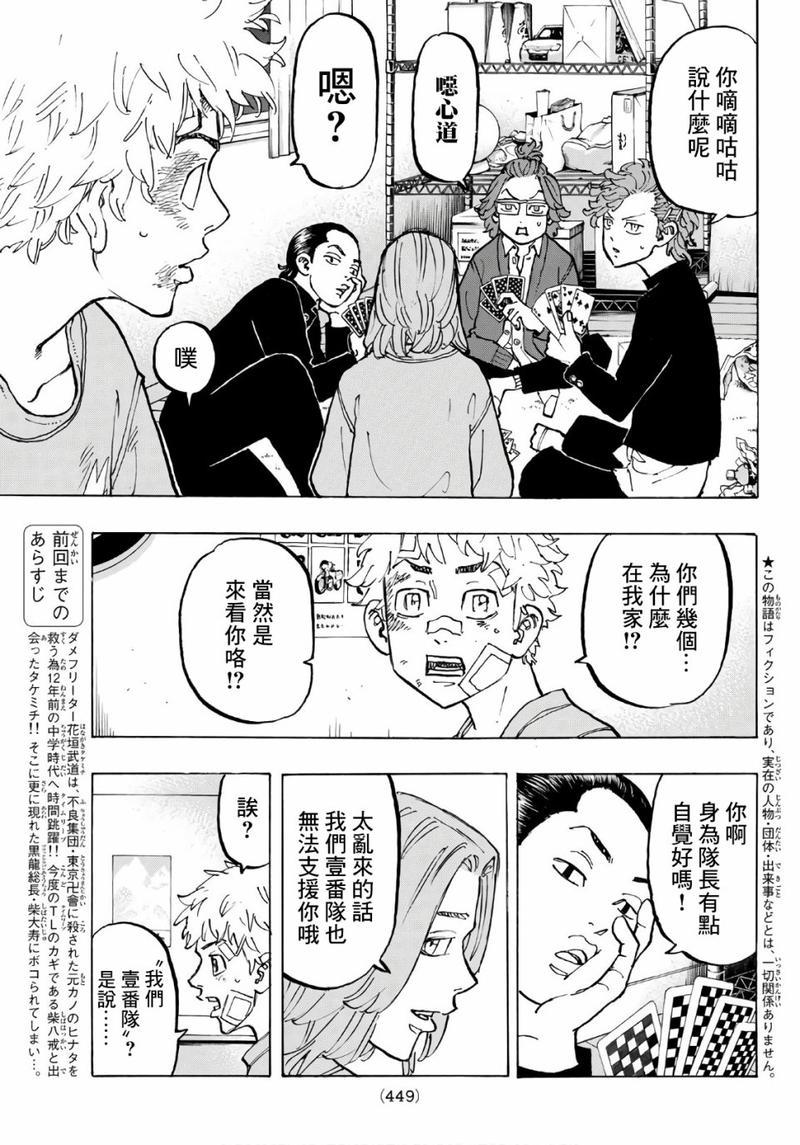 你嘀嘀咕咕
說什麼呢
噁心道
嗯？
噗
你們幾個…
為什麼
在我家!?
當然是
來看你咯!?
你啊
身為隊長有點
自覺好嗎！
太亂來的話
我們壹番隊也
無法支援你哦
誒？
“我們
壹番隊”？
是說……
★この物語はフィクションであり、実在の人物・団体・出来事などとは、一切関係ありません。
前回までの
あらすじ
ダメフリーター花垣武道は、不良集団・東京卍會に殺された元カノのヒナタを
救う為12年前の中学時代へ時間跳躍!! 今度のTLのカギである柴八戒と出
会ったタケミチ!! そこに更に現れた黒龍総長・柴大寿にボコられてしまい…。
(449)